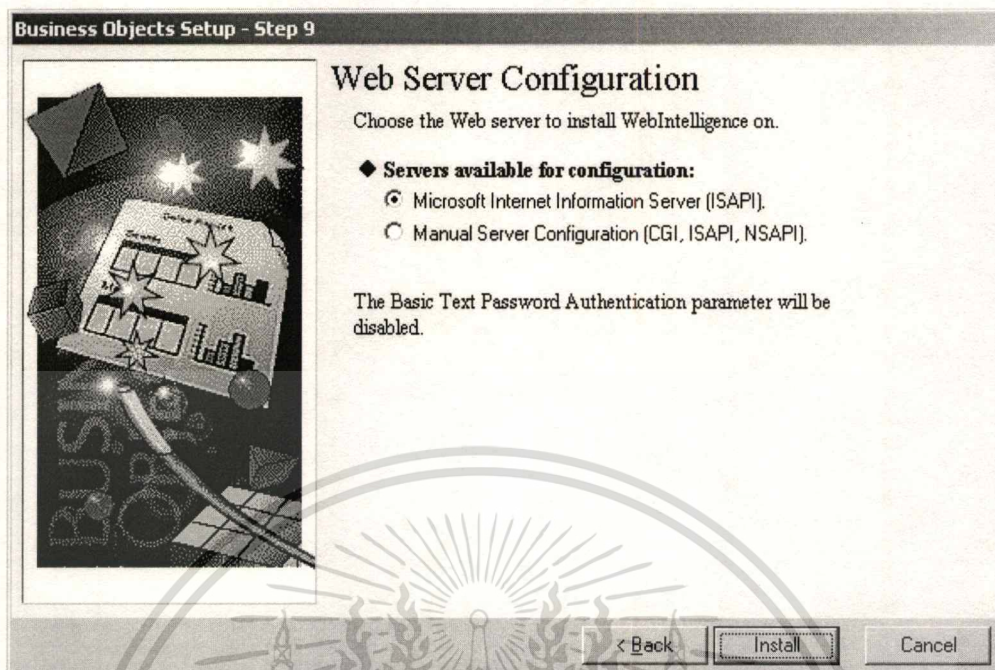 Business Objects Setup - Step 9
Web Server Configuration
Choose the Web server to install WebIntelligence on.
Servers available for configuration:
Microsoft Internet Information Server (ISAPI).
Manual Server Configuration (CGI, ISAPI, NSAPI).
The Basic Text Password Authentication parameter will be
disabled.
BUSIN
OB
< Back
Install
Cancel